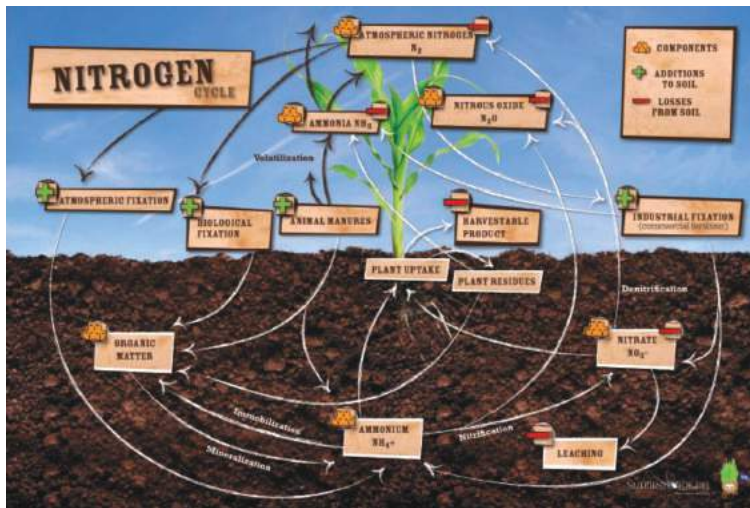 NITROGEN
CYCLE
ATMOSPHERIC NITROGEN
N₂
COMPONENTS
ADDITIONS
TO SOIL
LOSSES
FROM SOIL
AMMONIA NH₃
NITROUS OXIDE
N₂O
Volatilization
ATMOSPHERIC FIXATION
BIOLOGICAL
FIXATION
ANIMAL MANURES
HARVESTABLE
PRODUCT
INDUSTRIAL FIXATION
(commercial fertilizer)
PLANT UPTAKE
PLANT RESIDUES
Denitrification
ORGANIC
MATTER
NITRATE
NO₃⁻
Immobilization
Mineralization
AMMONIUM
NH₄⁺
Nitrification
LEACHING